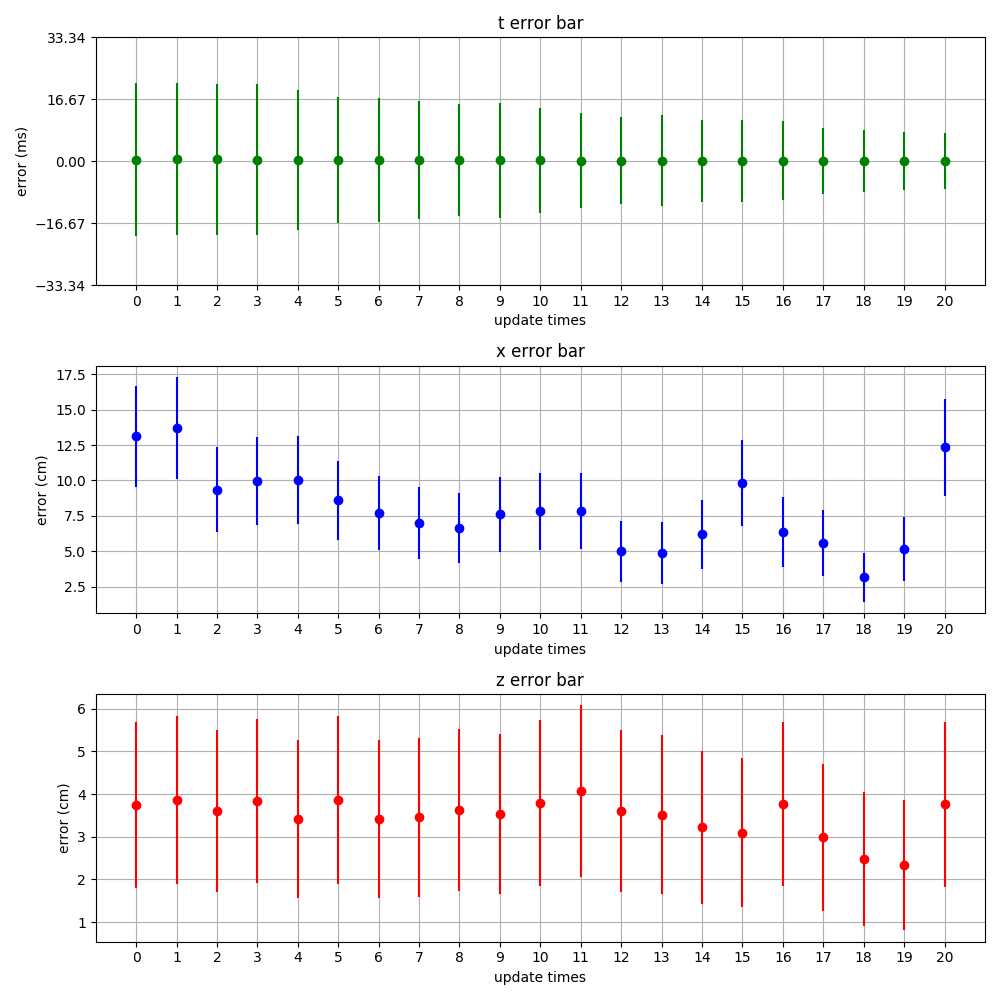 t error bar
33.34
16.67
0.00
−16.67
−33.34
error (ms)
0 1 2 3 4 5 6 7 8 9 10 11 12 13 14 15 16 17 18 19 20
update times
x error bar
17.5
15.0
12.5
10.0
7.5
5.0
2.5
error (cm)
0 1 2 3 4 5 6 7 8 9 10 11 12 13 14 15 16 17 18 19 20
update times
z error bar
6
5
4
3
2
1
error (cm)
0 1 2 3 4 5 6 7 8 9 10 11 12 13 14 15 16 17 18 19 20
update times